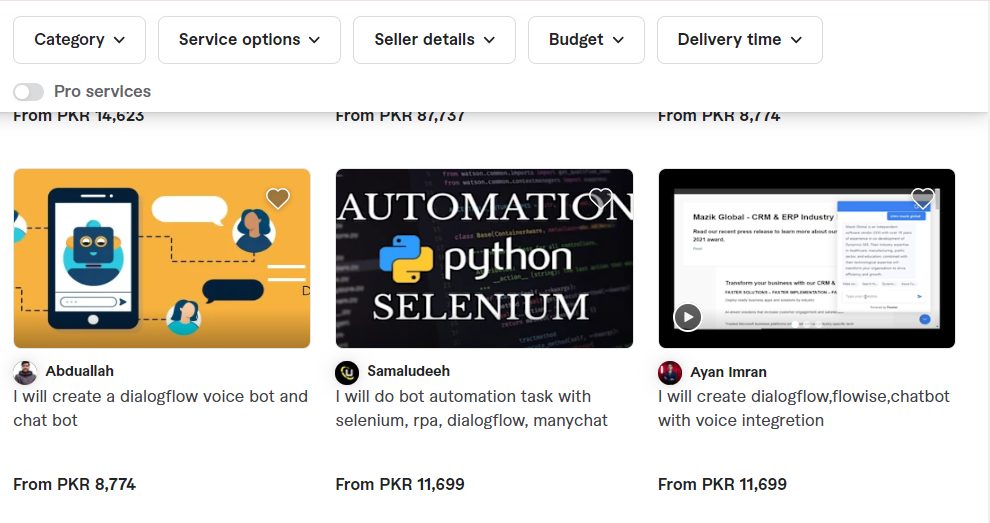 Category
Service options
Seller details
Budget
Delivery time
Pro services
From PKR 14,623
From PKR 87,737
From PKR 8,774
AUTOMATION
python
SELENIUM
Mazik Global - CRM & ERP Industry
Read our recent press release to learn more about our
2021 award.
Transform your business with our CRM &
FASTER SOLUTIONS – FASTER IMPLEMENTATION –
Abduallah
I will create a dialogflow voice bot and
chat bot
From PKR 8,774
Samaludeeh
I will do bot automation task with
selenium, rpa, dialogflow, manychat
From PKR 11,699
Ayan Imran
I will create dialogflow,flowise,chatbot
with voice integretion
From PKR 11,699